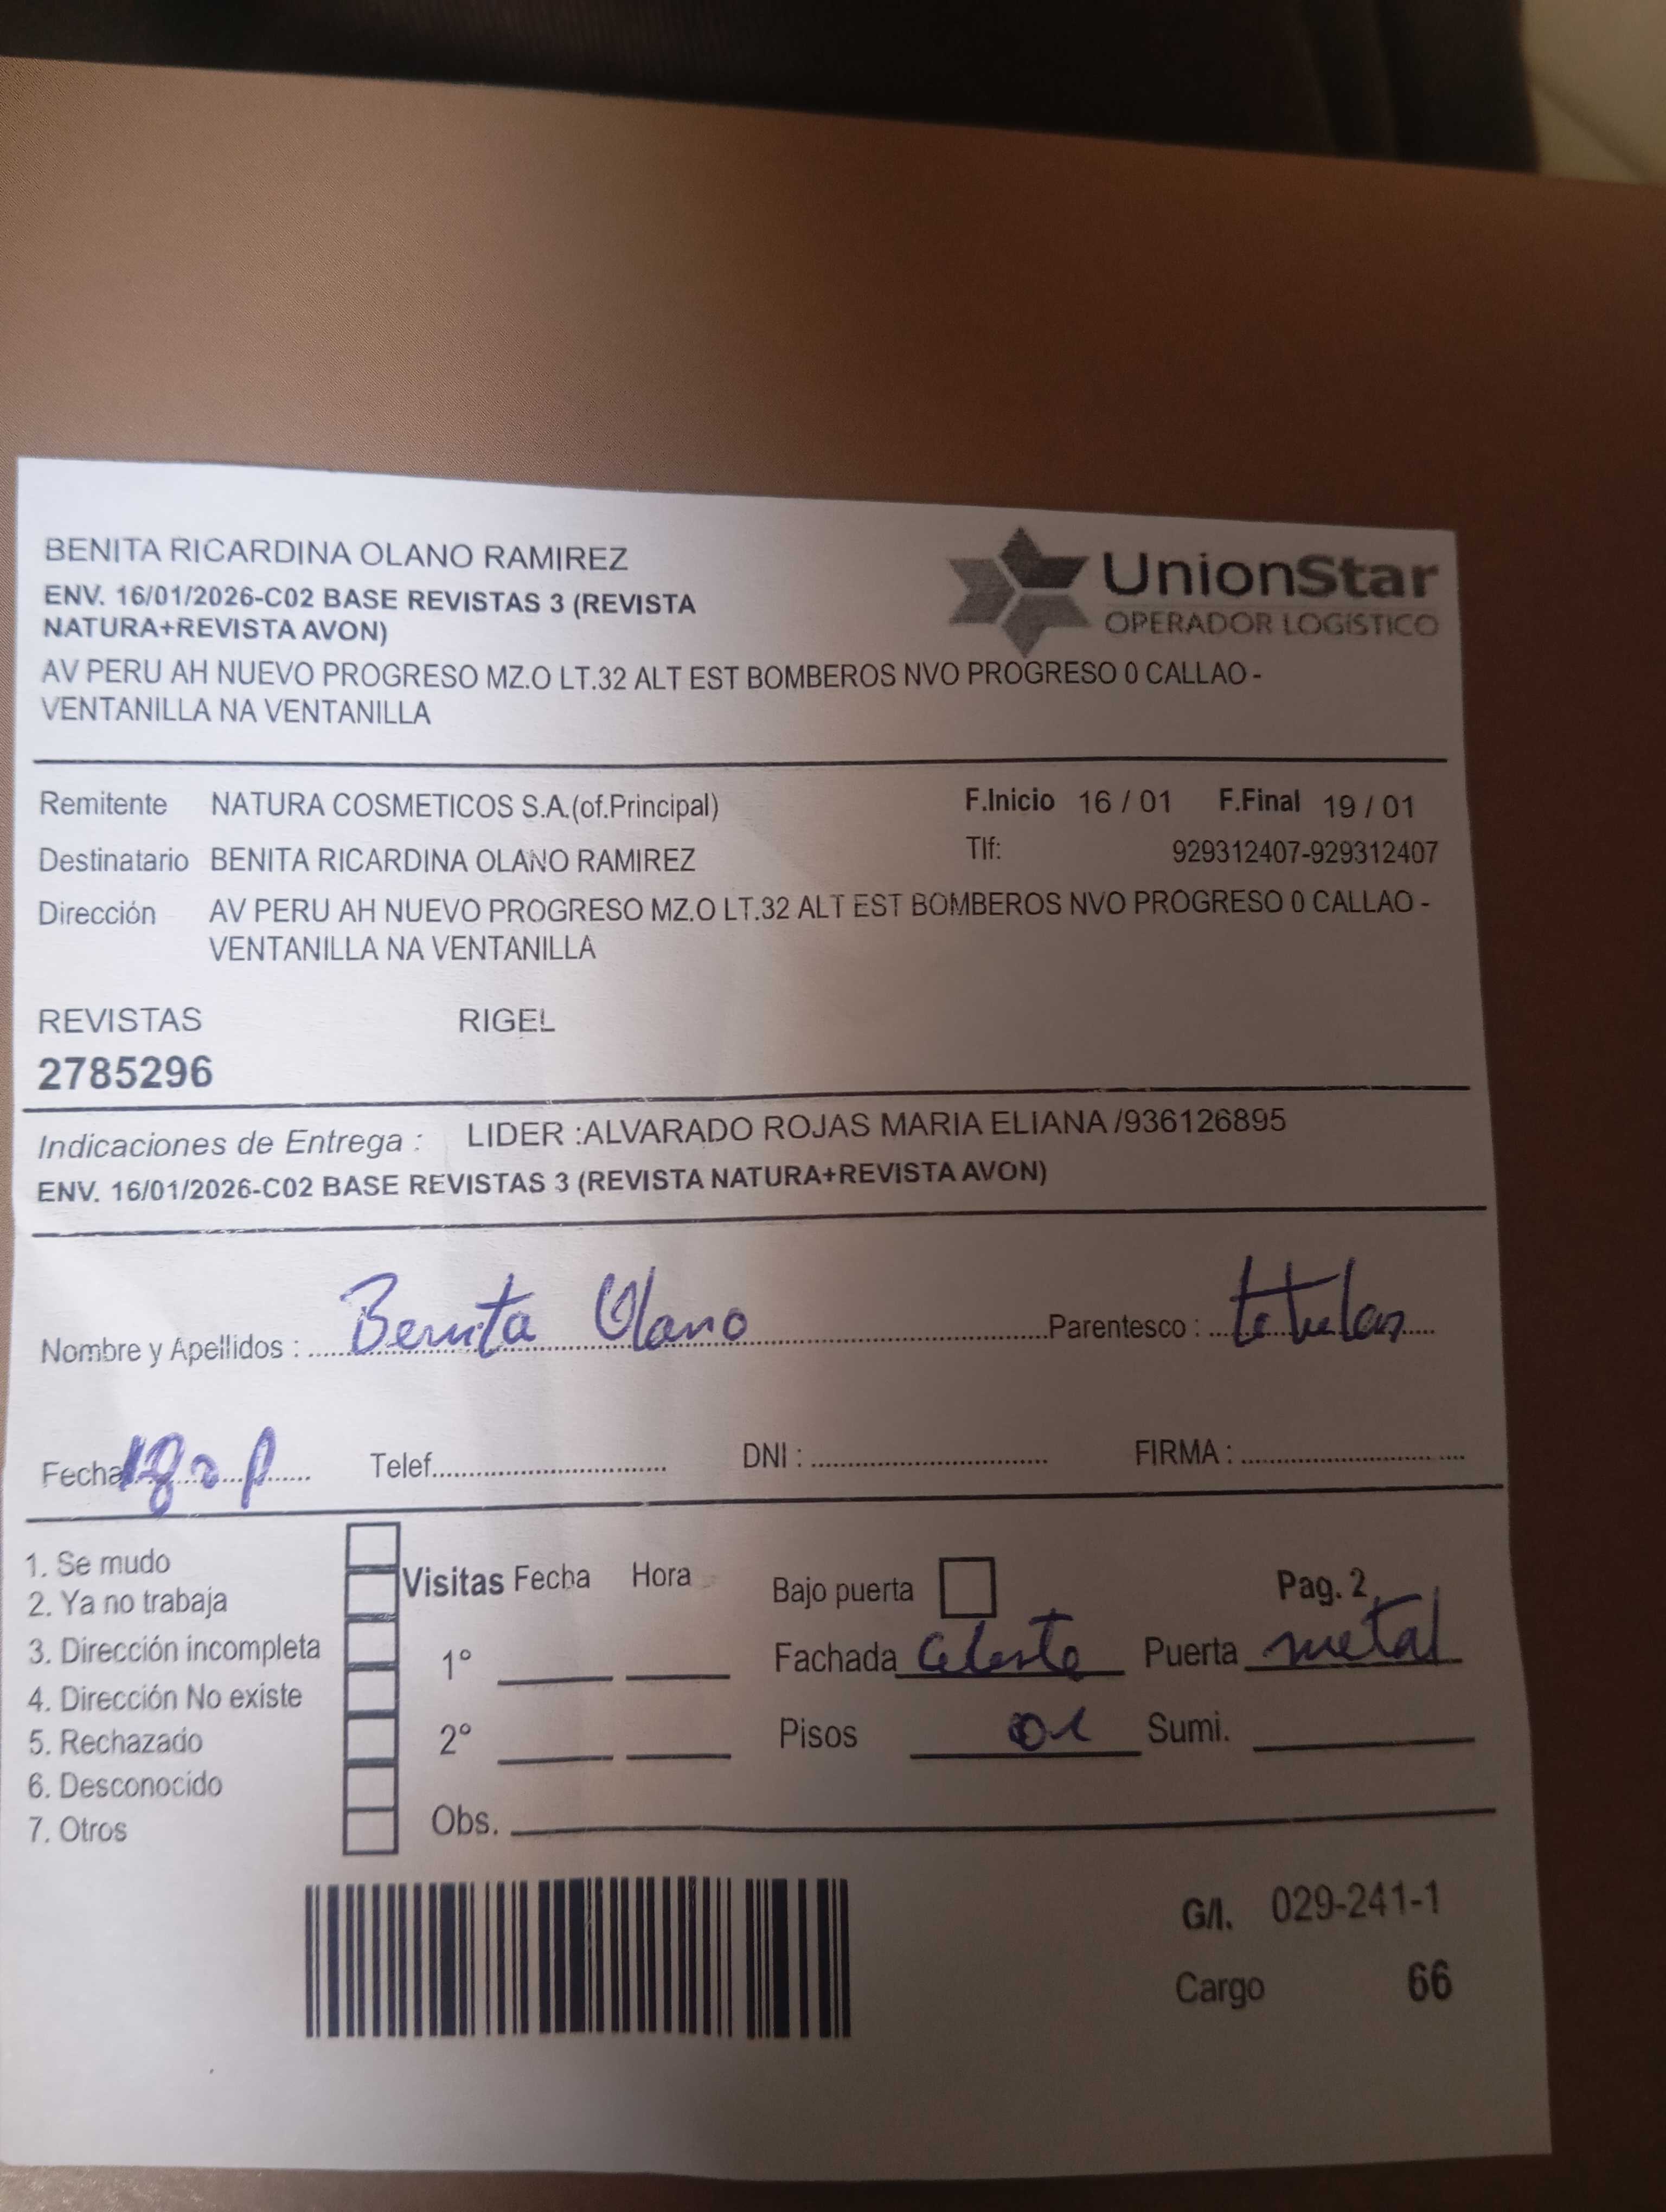 BENITA RICARDINA OLANO RAMIREZ
ENV. 16/01/2026-C02 BASE REVISTAS 3 (REVISTA
NATURA+REVISTA AVON)
UnionStar
OPERADOR LOGÍSTICO
AV PERU AH NUEVO PROGRESO MZ.O LT.32 ALT EST BOMBEROS NVO PROGRESO 0 CALLAO -
VENTANILLA NA VENTANILLA
Remitente NATURA COSMETICOS S.A.(of.Principal) F.Inicio 16 / 01 F.Final 19 / 01
Destinatario BENITA RICARDINA OLANO RAMIREZ Tlf: 929312407-929312407
Dirección AV PERU AH NUEVO PROGRESO MZ.O LT.32 ALT EST BOMBEROS NVO PROGRESO 0 CALLAO -
VENTANILLA NA VENTANILLA
REVISTAS RIGEL
2785296
Indicaciones de Entrega : LIDER :ALVARADO ROJAS MARIA ELIANA /936126895
ENV. 16/01/2026-C02 BASE REVISTAS 3 (REVISTA NATURA+REVISTA AVON)
Nombre y Apellidos : Benita Olano Parentesco : titular
Fecha Telef. DNI : FIRMA :
1. Se mudo
2. Ya no trabaja
3. Dirección incompleta
4. Dirección No existe
5. Rechazado
6. Desconocido
7. Otros
Visitas Fecha Hora
1°
2°
Obs.
Bajo puerta Pag. 2
Fachada celeste Puerta metal
Pisos 01 Sumi.
G/I. 029-241-1
Cargo 66